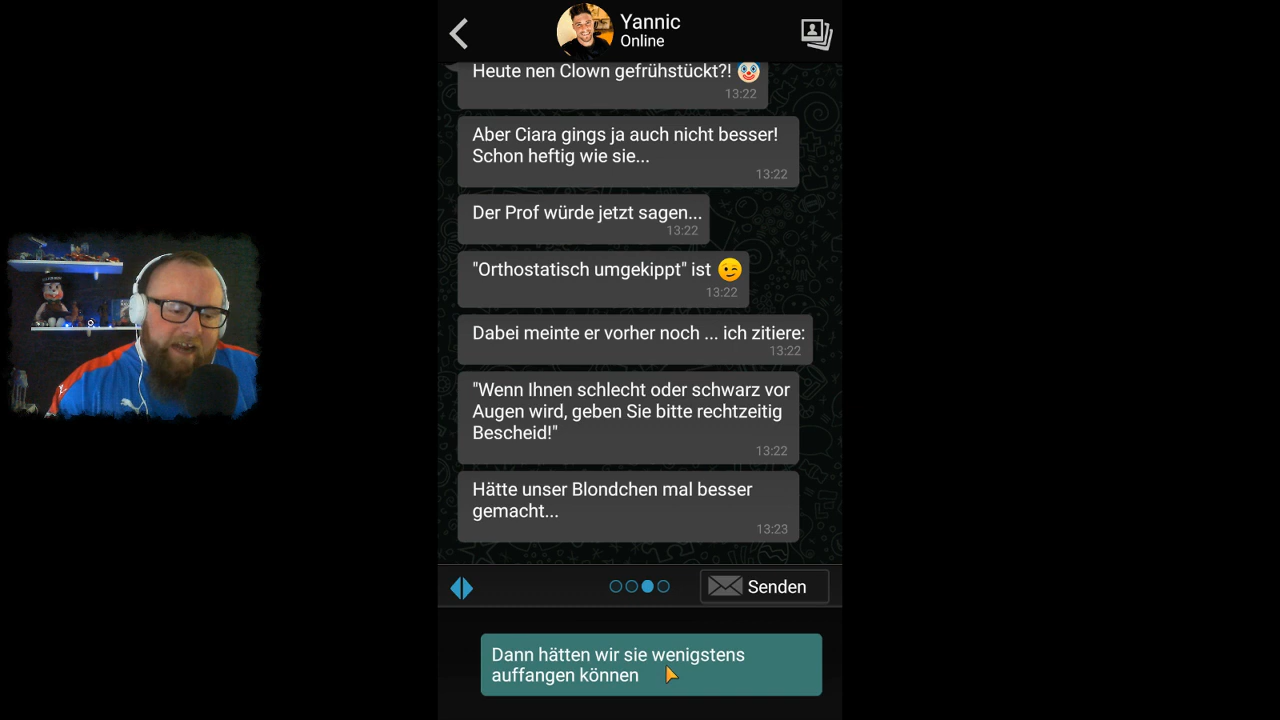 Yannic
Online
Heute nen Clown gefrühstückt?! 🤡
13:22
Aber Ciara gings ja auch nicht besser!
Schon heftig wie sie...
13:22
Der Prof würde jetzt sagen...
13:22
"Orthostatisch umgekippt" ist 😉
13:22
Dabei meinte er vorher noch ... ich zitiere:
13:22
"Wenn Ihnen schlecht oder schwarz vor
Augen wird, geben Sie bitte rechtzeitig
Bescheid!"
13:22
Hätte unser Blondchen mal besser
gemacht...
13:23
Senden
Dann hätten wir sie wenigstens
auffangen können